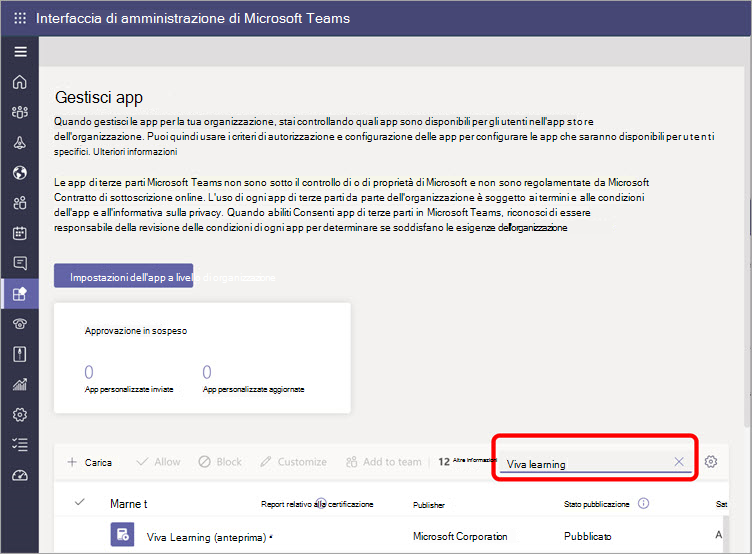 Interfaccia di amministrazione di Microsoft Teams
Gestisci app
Quando gestisci le app per la tua organizzazione, stai controllando quali app sono disponibili per gli utenti nell'app store
dell'organizzazione. Puoi quindi usare i criteri di autorizzazione e configurazione delle app per configurare le app che saranno disponibili per utenti
specifici. Ulteriori informazioni
Le app di terze parti Microsoft Teams non sono sotto il controllo di o di proprietà di Microsoft e non sono regolamentate da Microsoft
Contratto di sottoscrizione online. L'uso di ogni app di terze parti da parte dell'organizzazione è soggetto ai termini e alle condizioni
dell'app e all'informativa sulla privacy. Quando abiliti Consenti app di terze parti in Microsoft Teams, riconosci di essere
responsabile della revisione delle condizioni di ogni app per determinare se soddisfano le esigenze dell'organizzazione
Impostazioni dell'app a livello di organizzazione
Approvazione in sospeso
0 0
App personalizzate inviate App personalizzate aggiornate
+ Carica Allow Block Customize Add to team | 12 Altre informazioni Viva learning
Marne t Report relativo alla certificazione Publisher Stato pubblicazione Sat
Viva Learning (anteprima) Microsoft Corporation Pubblicato A